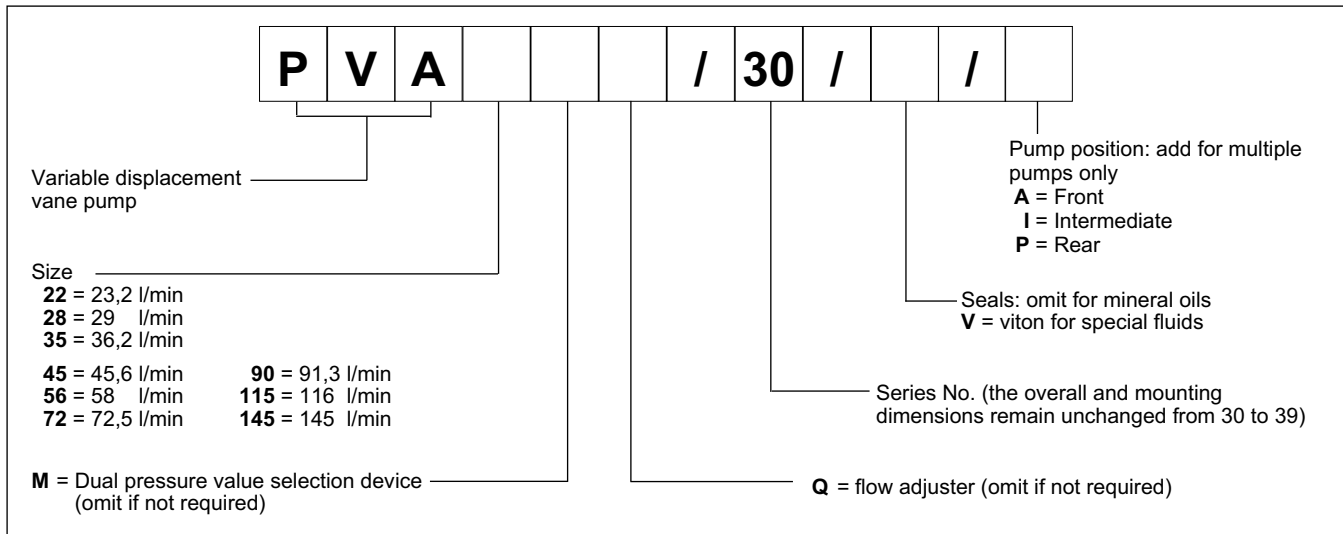 P V A / 30 / /
Variable displacement
vane pump
Pump position: add for multiple
pumps only
A = Front
I = Intermediate
P = Rear
Size
22 = 23,2 l/min
28 = 29 l/min
35 = 36,2 l/min
45 = 45,6 l/min
56 = 58 l/min
72 = 72,5 l/min
90 = 91,3 l/min
115 = 116 l/min
145 = 145 l/min
Seals: omit for mineral oils
V = viton for special fluids
Series No. (the overall and mounting
dimensions remain unchanged from 30 to 39)
M = Dual pressure value selection device
(omit if not required)
Q = flow adjuster (omit if not required)